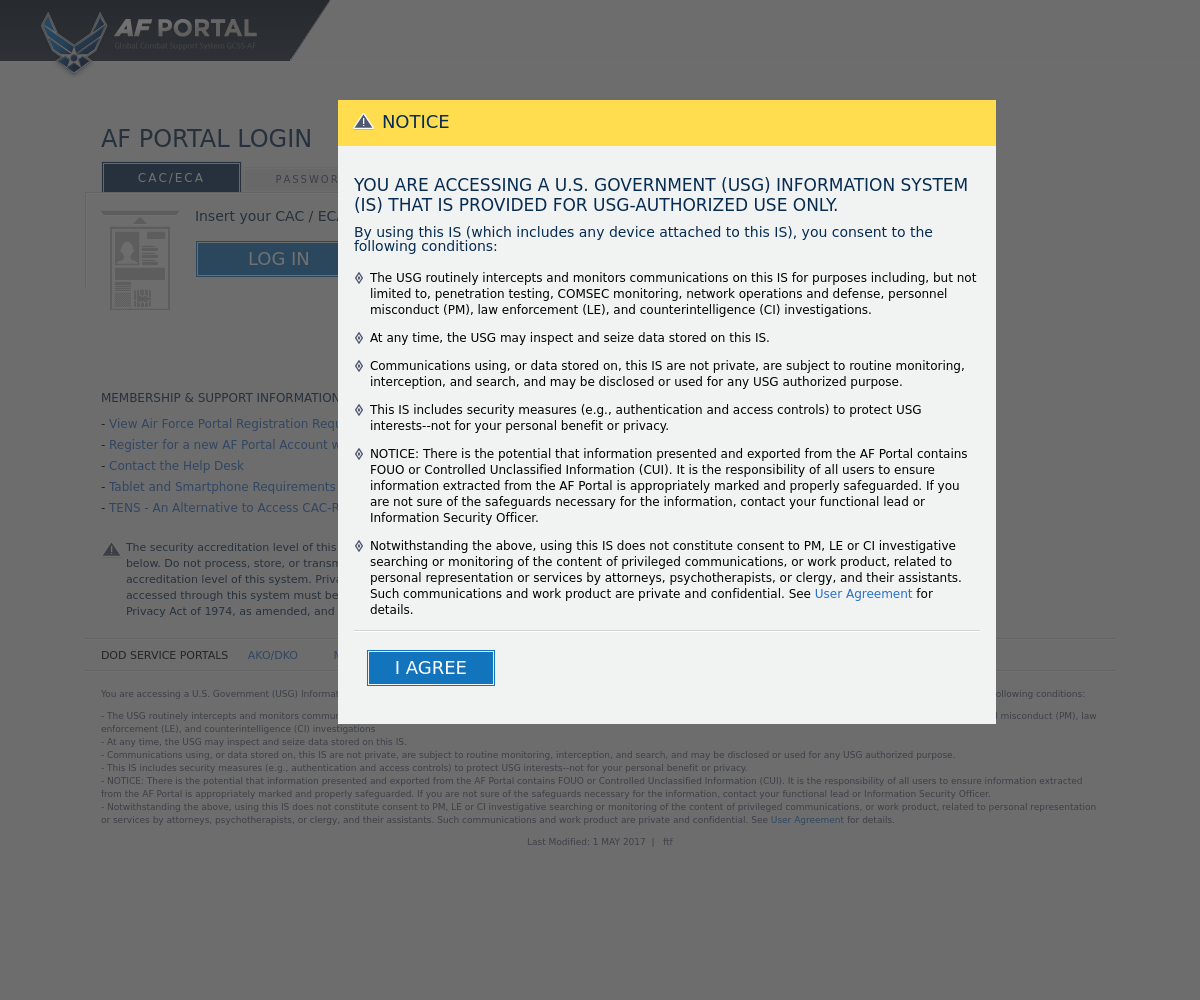 AF PORTAL
Global Combat Support System GCSS-AF
AF PORTAL LOGIN
CAC/ECA
PASSWOR
Insert your CAC / EC
LOG IN
MEMBERSHIP & SUPPORT INFORMATION
- View Air Force Portal Registration Requ
- Register for a new AF Portal Account w
- Contact the Help Desk
- Tablet and Smartphone Requirements
- TENS - An Alternative to Access CAC-R
The security accreditation level of this
below. Do not process, store, or transm
accreditation level of this system. Priva
accessed through this system must be
Privacy Act of 1974, as amended, and
DOD SERVICE PORTALS AKO/DKO
NOTICE
YOU ARE ACCESSING A U.S. GOVERNMENT (USG) INFORMATION SYSTEM
(IS) THAT IS PROVIDED FOR USG-AUTHORIZED USE ONLY.
By using this IS (which includes any device attached to this IS), you consent to the
following conditions:
The USG routinely intercepts and monitors communications on this IS for purposes including, but not
limited to, penetration testing, COMSEC monitoring, network operations and defense, personnel
misconduct (PM), law enforcement (LE), and counterintelligence (CI) investigations.
At any time, the USG may inspect and seize data stored on this IS.
Communications using, or data stored on, this IS are not private, are subject to routine monitoring,
interception, and search, and may be disclosed or used for any USG authorized purpose.
This IS includes security measures (e.g., authentication and access controls) to protect USG
interests--not for your personal benefit or privacy.
NOTICE: There is the potential that information presented and exported from the AF Portal contains
FOUO or Controlled Unclassified Information (CUI). It is the responsibility of all users to ensure
information extracted from the AF Portal is appropriately marked and properly safeguarded. If you
are not sure of the safeguards necessary for the information, contact your functional lead or
Information Security Officer.
Notwithstanding the above, using this IS does not constitute consent to PM, LE or CI investigative
searching or monitoring of the content of privileged communications, or work product, related to
personal representation or services by attorneys, psychotherapists, or clergy, and their assistants.
Such communications and work product are private and confidential. See User Agreement for
details.
I AGREE
You are accessing a U.S. Government (USG) Informat ollowing conditions:
- The USG routinely intercepts and monitors commu misconduct (PM), law
enforcement (LE), and counterintelligence (CI) investigations
- At any time, the USG may inspect and seize data stored on this IS.
- Communications using, or data stored on, this IS are not private, are subject to routine monitoring, interception, and search, and may be disclosed or used for any USG authorized purpose.
- This IS includes security measures (e.g., authentication and access controls) to protect USG interests--not for your personal benefit or privacy.
- NOTICE: There is the potential that information presented and exported from the AF Portal contains FOUO or Controlled Unclassified Information (CUI). It is the responsibility of all users to ensure information extracted
from the AF Portal is appropriately marked and properly safeguarded. If you are not sure of the safeguards necessary for the information, contact your functional lead or Information Security Officer.
- Notwithstanding the above, using this IS does not constitute consent to PM, LE or CI investigative searching or monitoring of the content of privileged communications, or work product, related to personal representation
or services by attorneys, psychotherapists, or clergy, and their assistants. Such communications and work product are private and confidential. See User Agreement for details.
Last Modified: 1 MAY 2017 | ftf